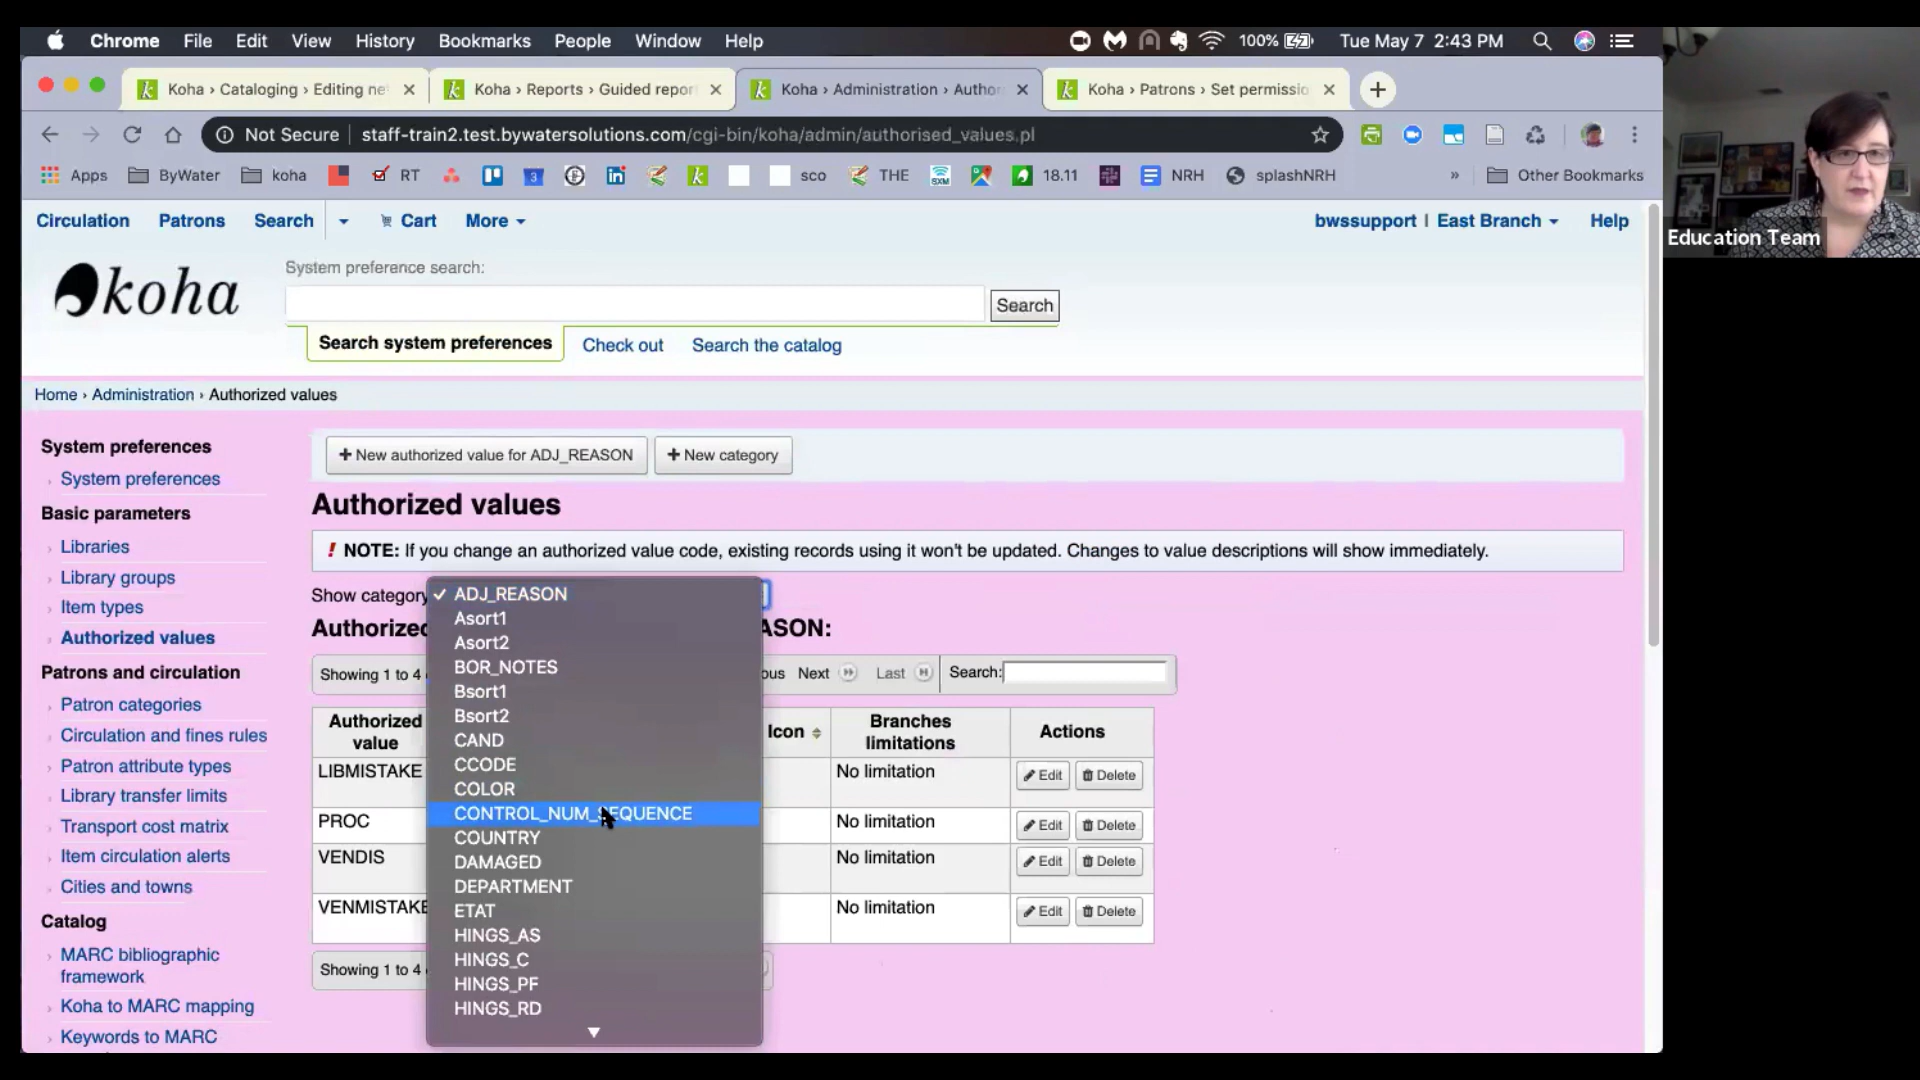 Chrome File Edit View History Bookmarks People Window Help 100% Tue May 7 2:43 PM
Koha › Cataloging › Editing ne Koha › Reports › Guided repor Koha › Administration › Autho Koha › Patrons › Set permissio
Not Secure staff-train2.test.bywatersolutions.com/cgi-bin/koha/admin/authorised_values.pl
Apps ByWater koha RT sco THE 18.11 NRH splashNRH » Other Bookmarks
Circulation Patrons Search Cart More bwssupport | East Branch Help
Education Team
koha
System preference search:
Search
Search system preferences Check out Search the catalog
Home › Administration › Authorized values
System preferences
System preferences
Basic parameters
Libraries
Library groups
Item types
Authorized values
Patrons and circulation
Patron categories
Circulation and fines rules
Patron attribute types
Library transfer limits
Transport cost matrix
Item circulation alerts
Cities and towns
Catalog
MARC bibliographic
framework
Koha to MARC mapping
Keywords to MARC
+ New authorized value for ADJ_REASON + New category
Authorized values
! NOTE: If you change an authorized value code, existing records using it won't be updated. Changes to value descriptions will show immediately.
Show category
✓ ADJ_REASON
Asort1
Asort2
BOR_NOTES
Bsort1
Bsort2
CAND
CCODE
COLOR
CONTROL_NUM_SEQUENCE
COUNTRY
DAMAGED
DEPARTMENT
ETAT
HINGS_AS
HINGS_C
HINGS_PF
HINGS_RD
Authorized ASON:
Showing 1 to 4 ous Next Last Search:
Authorized
value Icon Branches
limitations Actions
LIBMISTAKE No limitation Edit Delete
PROC No limitation Edit Delete
VENDIS No limitation Edit Delete
VENMISTAKE No limitation Edit Delete
Showing 1 to 4